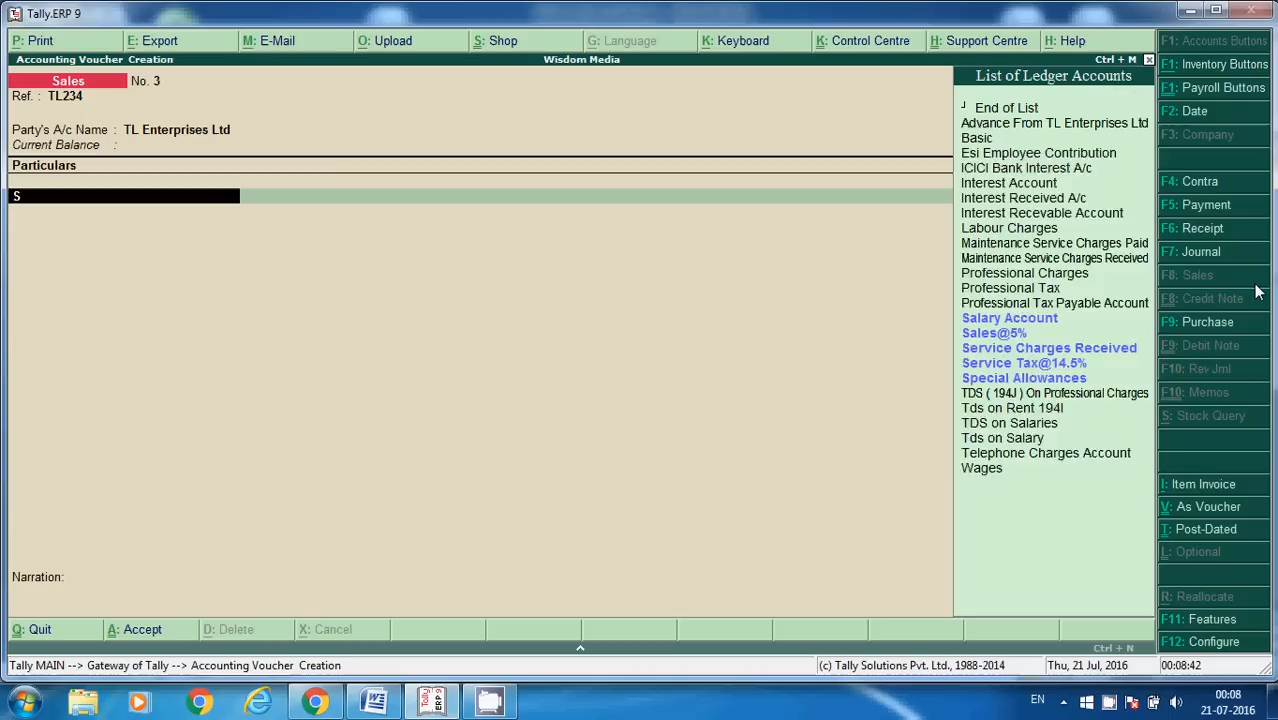 Tally.ERP 9
P: Print
E: Export
M: E-Mail
O: Upload
S: Shop
G: Language
K: Keyboard
K: Control Centre
H: Support Centre
H: Help
Accounting Voucher Creation
Wisdom Media
Ctrl + M
Sales
No. 3
Ref. : TL234
Party's A/c Name : TL Enterprises Ltd
Current Balance :
Particulars
S
Narration:
List of Ledger Accounts
End of List
Advance From TL Enterprises Ltd
Basic
Esi Employee Contribution
ICICI Bank Interest A/c
Interest Account
Interest Received A/c
Interest Recevable Account
Labour Charges
Maintenance Service Charges Paid
Maintenance Service Charges Received
Professional Charges
Professional Tax
Professional Tax Payable Account
Salary Account
Sales@5%
Service Charges Received
Service Tax@14.5%
Special Allowances
TDS ( 194J ) On Professional Charges
Tds on Rent 194I
TDS on Salaries
Tds on Salary
Telephone Charges Account
Wages
F1: Accounts Buttons
F1: Inventory Buttons
F1: Payroll Buttons
F2: Date
F3: Company
F4: Contra
F5: Payment
F6: Receipt
F7: Journal
F8: Sales
F8: Credit Note
F9: Purchase
F9: Debit Note
F10: Rev Jrnl
F10: Memos
S: Stock Query
I: Item Invoice
V: As Voucher
T: Post-Dated
L: Optional
R: Reallocate
F11: Features
F12: Configure
Q: Quit
A: Accept
D: Delete
X: Cancel
Ctrl + N
Tally MAIN --> Gateway of Tally --> Accounting Voucher Creation
(c) Tally Solutions Pvt. Ltd., 1988-2014
Thu, 21 Jul, 2016
00:08:42
EN
00:08
21-07-2016